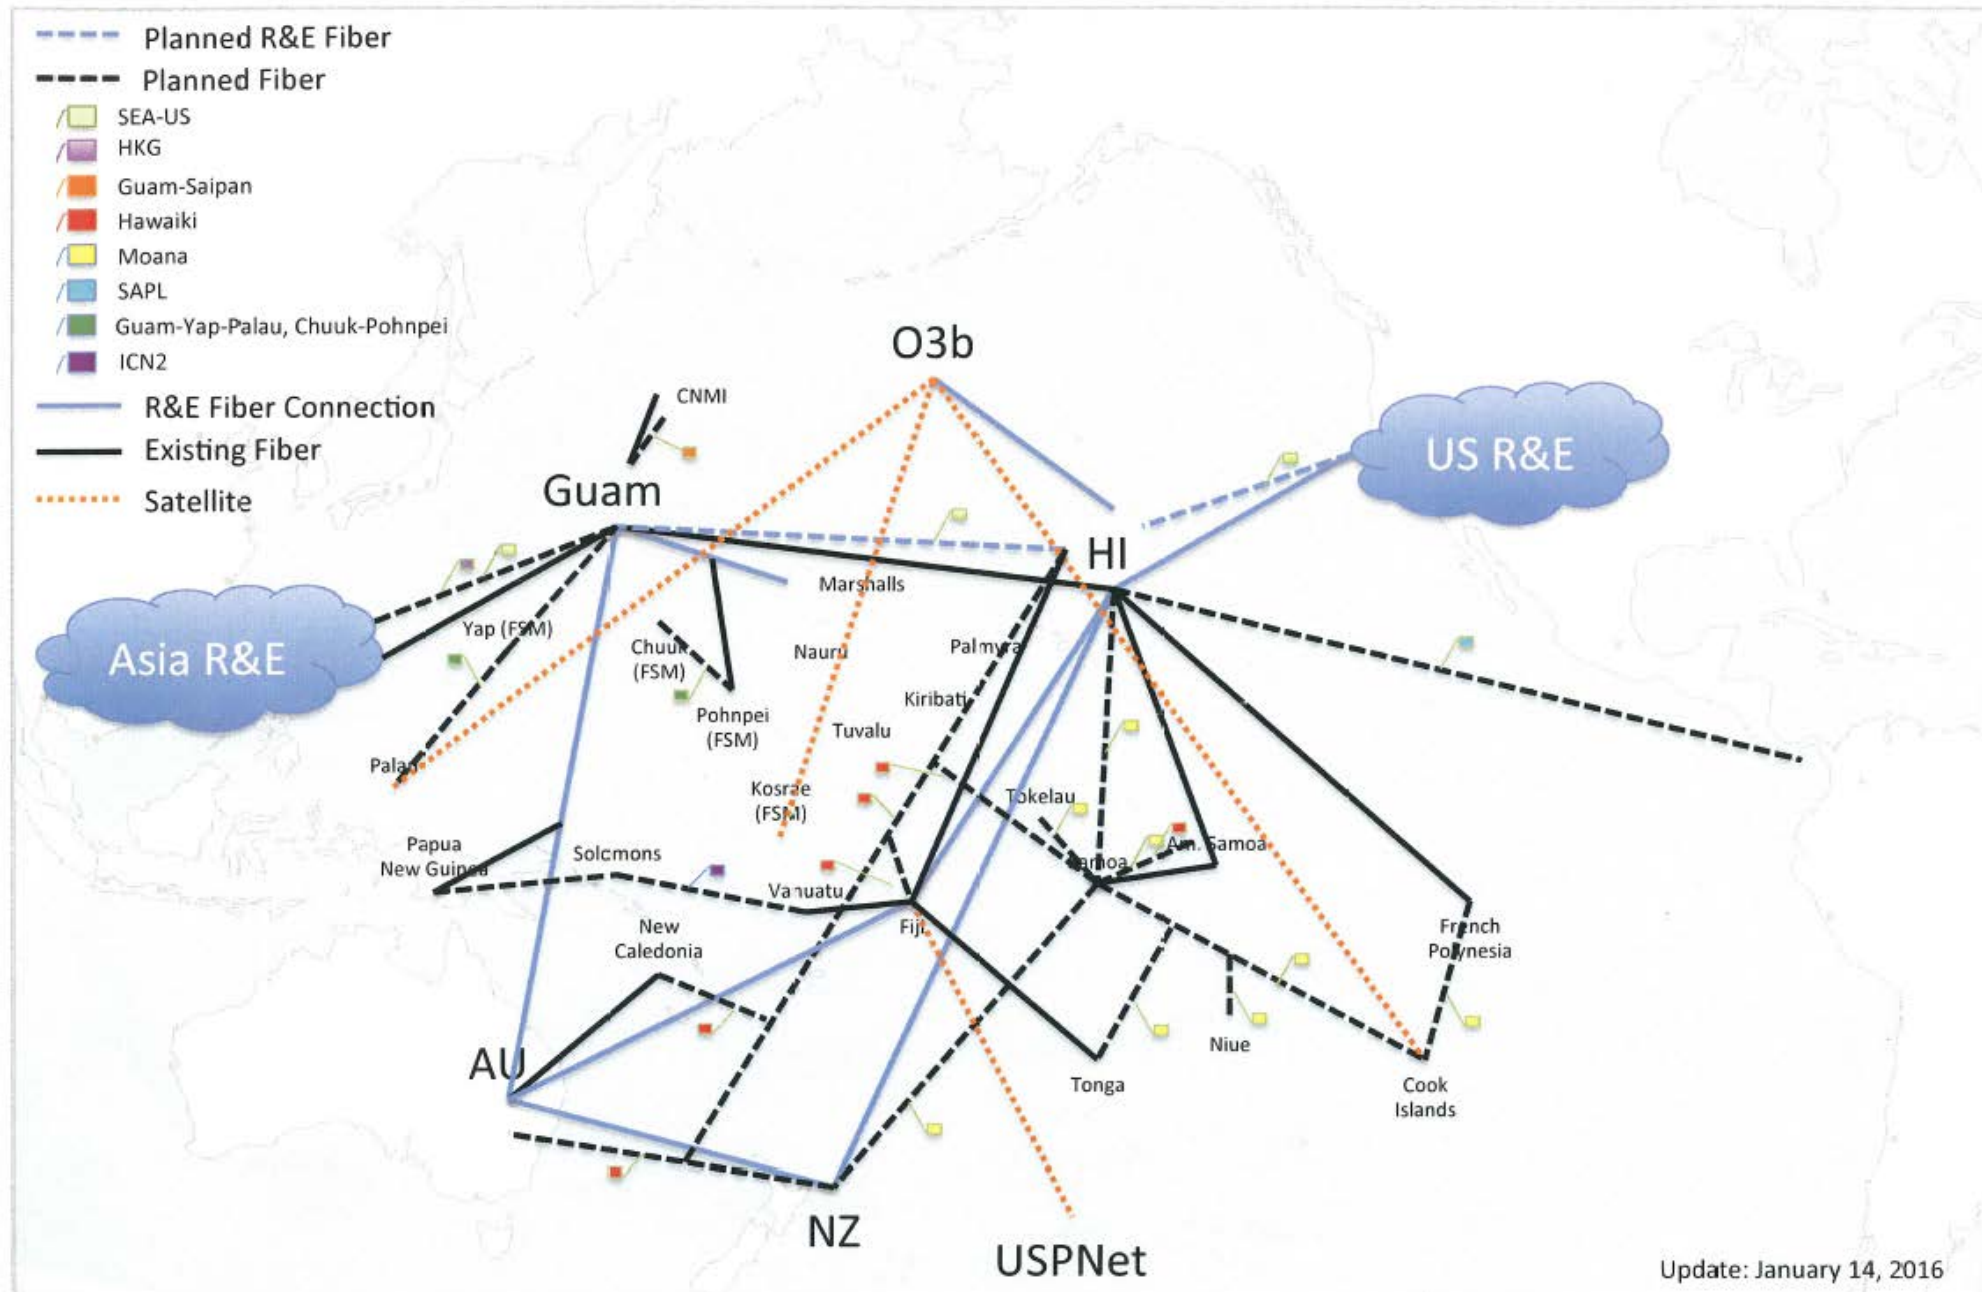 Planned R&E Fiber
Planned Fiber
SEA-US
HKG
Guam-Saipan
Hawaiki
Moana
SAPL
Guam-Yap-Palau, Chuuk-Pohnpei
ICN2
R&E Fiber Connection
Existing Fiber
Satellite
O3b
CNMI
US R&E
Guam
HI
Marshalls
Asia R&E
Yap (FSM)
Chuuk
(FSM)
Nauru
Palmyra
Kiribati
Pohnpei
(FSM)
Tuvalu
Palau
Kosrae
(FSM)
Tokelau
Papua
New Guinea
Solomons
Samoa
Am. Samoa
Vanuatu
New
Caledonia
Fiji
French
Polynesia
AU
Niue
Tonga
Cook
Islands
NZ
USPNet
Update: January 14, 2016